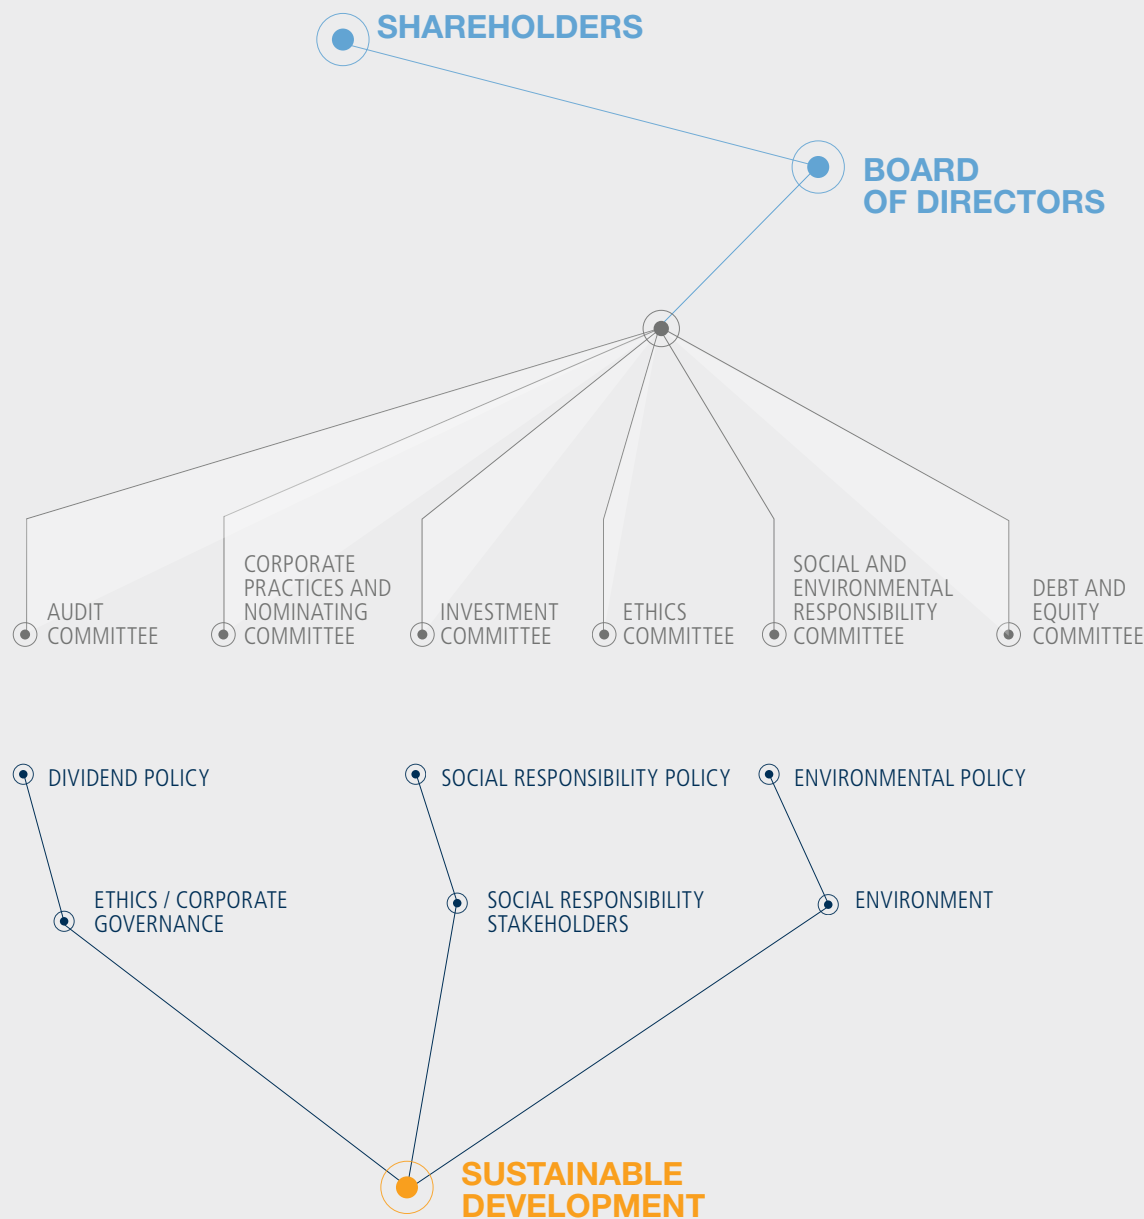 SHAREHOLDERS
BOARD
OF DIRECTORS
AUDIT
COMMITTEE
CORPORATE
PRACTICES AND
NOMINATING
COMMITTEE
INVESTMENT
COMMITTEE
ETHICS
COMMITTEE
SOCIAL AND
ENVIRONMENTAL
RESPONSIBILITY
COMMITTEE
DEBT AND
EQUITY
COMMITTEE
DIVIDEND POLICY
SOCIAL RESPONSIBILITY POLICY
ENVIRONMENTAL POLICY
ETHICS / CORPORATE
GOVERNANCE
SOCIAL RESPONSIBILITY
STAKEHOLDERS
ENVIRONMENT
SUSTAINABLE
DEVELOPMENT